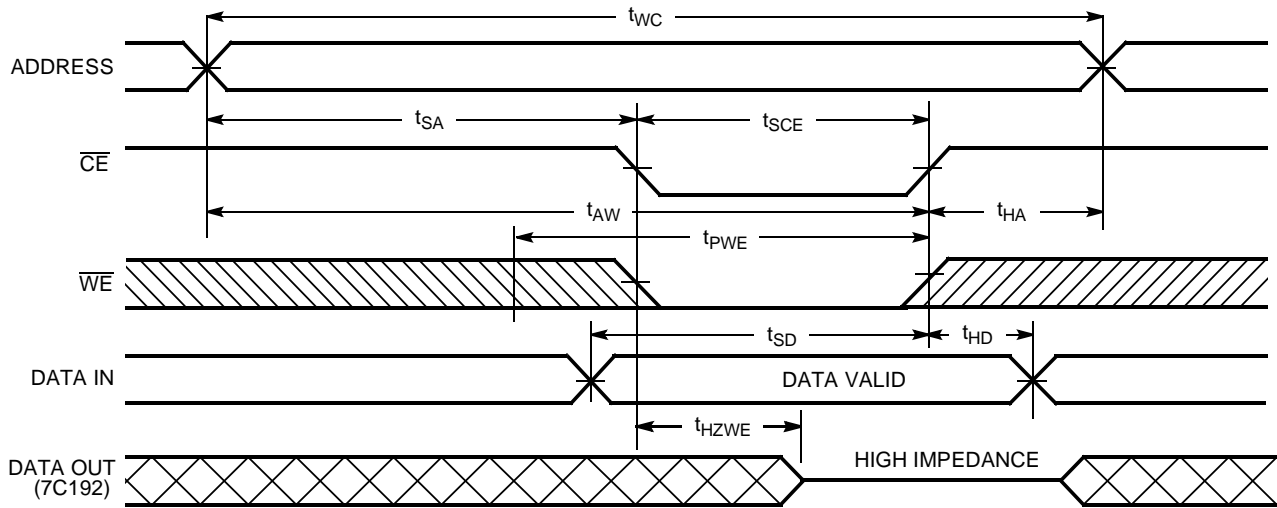 tWC
ADDRESS
tSA
tSCE
CE
tAW
tHA
tPWE
WE
tSD
tHD
DATA IN
DATA VALID
tHZWE
DATA OUT
(7C192)
HIGH IMPEDANCE